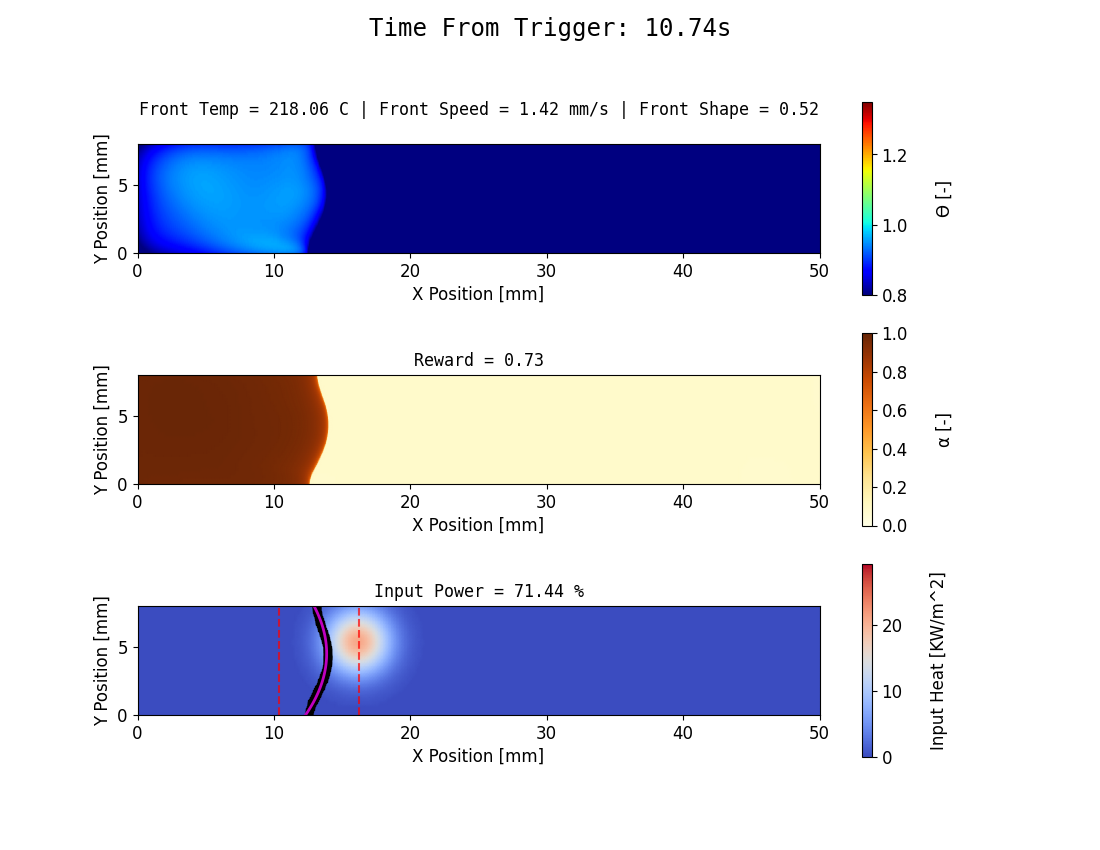 Time From Trigger: 10.74s
Front Temp = 218.06 C | Front Speed = 1.42 mm/s | Front Shape = 0.52
Y Position [mm]
5
0
0 10 20 30 40 50
X Position [mm]
1.2
1.0
0.8
Θ [-]
Reward = 0.73
Y Position [mm]
5
0
0 10 20 30 40 50
X Position [mm]
1.0
0.8
0.6
0.4
0.2
0.0
α [-]
Input Power = 71.44 %
Y Position [mm]
5
0
0 10 20 30 40 50
X Position [mm]
20
10
0
Input Heat [KW/m^2]